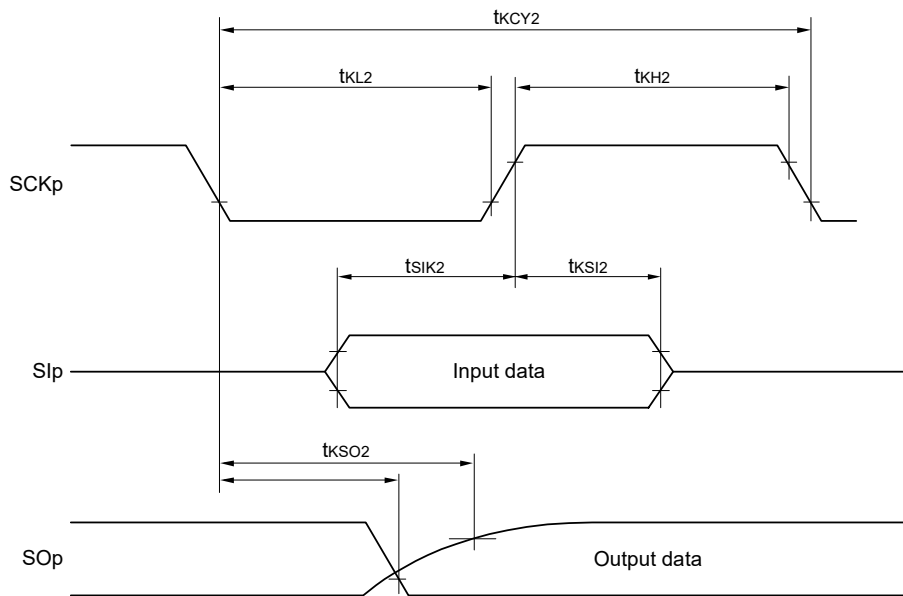 tKCY2
tKL2
tKH2
SCKp
tSIK2
tKSI2
SIp
Input data
tKSO2
SOp
Output data